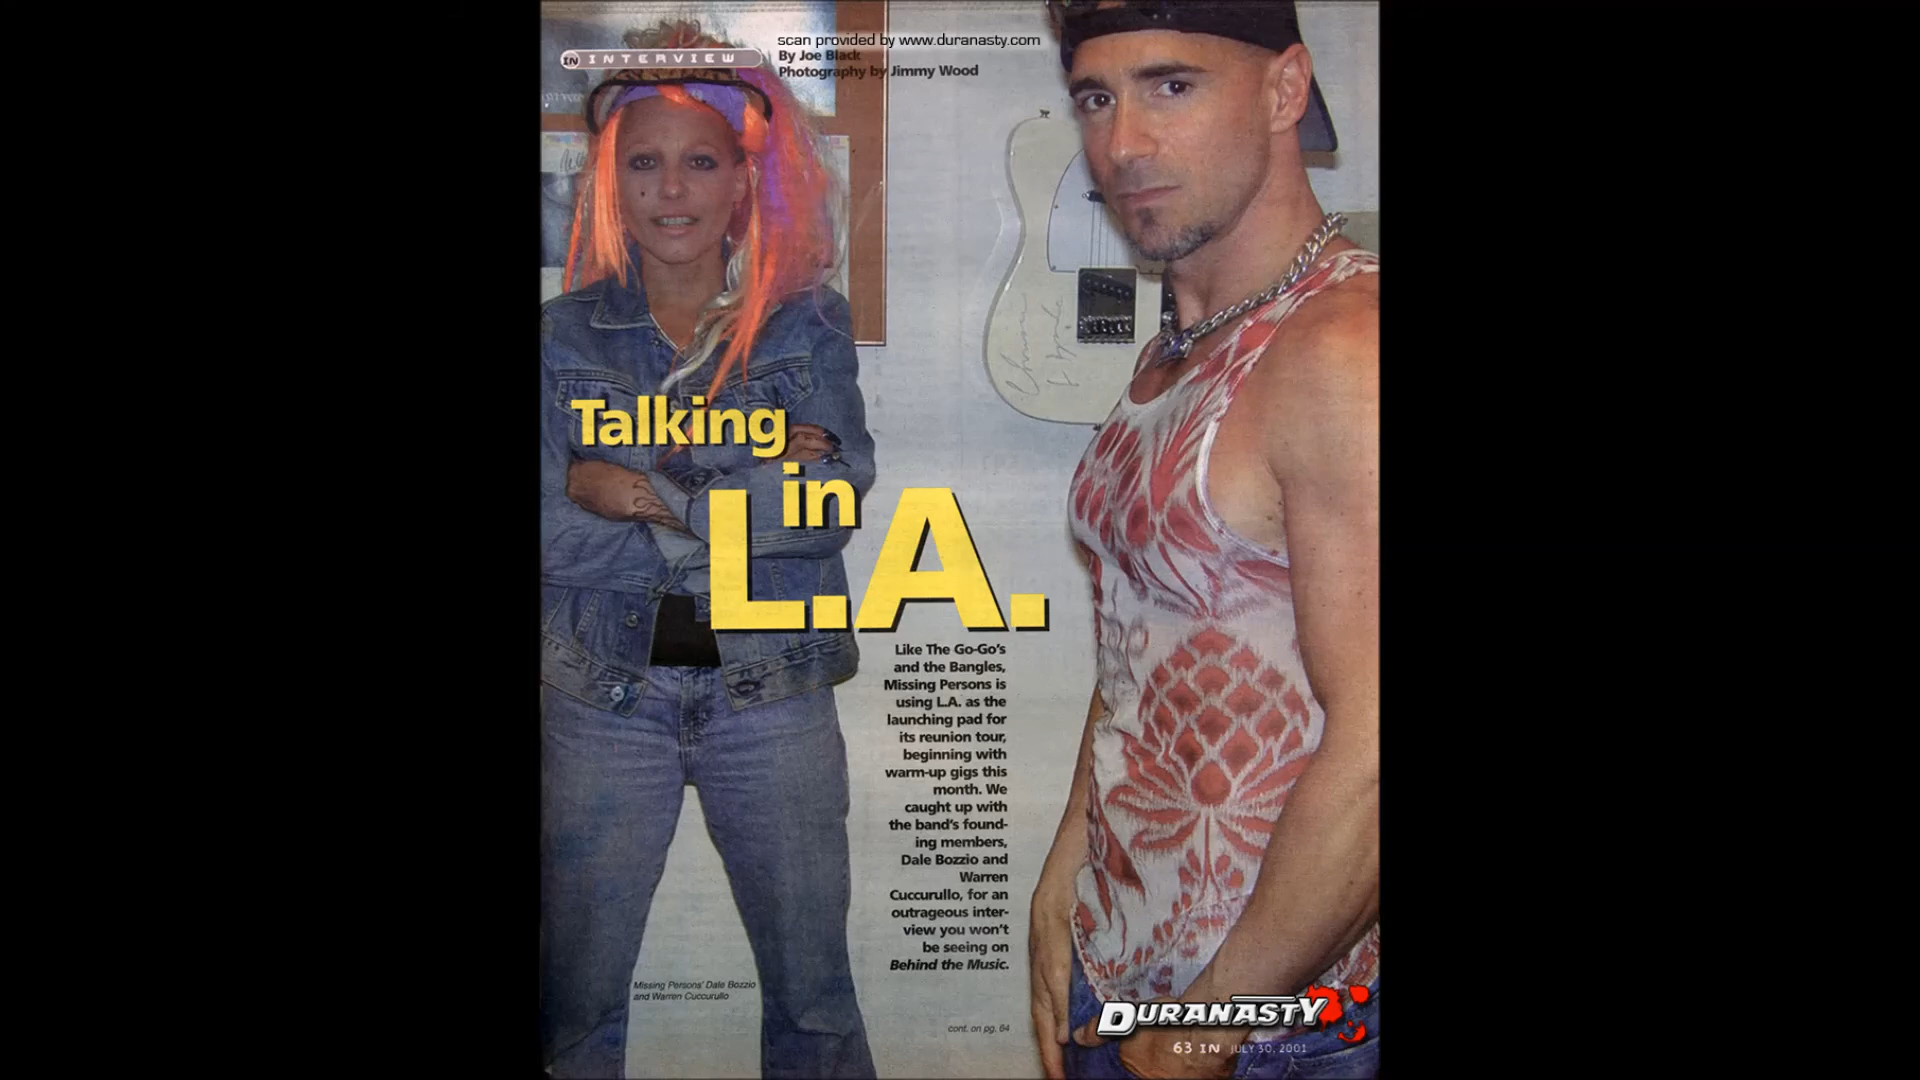 scan provided by www.duranasty.com
IN INTERVIEW
By Joe Black
Photography by Jimmy Wood
Talking
in
L.A.
Like The Go-Go's
and the Bangles,
Missing Persons is
using L.A. as the
launching pad for
its reunion tour,
beginning with
warm-up gigs this
month. We
caught up with
the band's found-
ing members,
Dale Bozzio and
Warren
Cuccurullo, for an
outrageous inter-
view you won't
be seeing on
Behind the Music.
Missing Persons' Dale Bozzio
and Warren Cuccurullo
cont. on pg. 64
DURANASTY
63 IN JULY 30, 2001